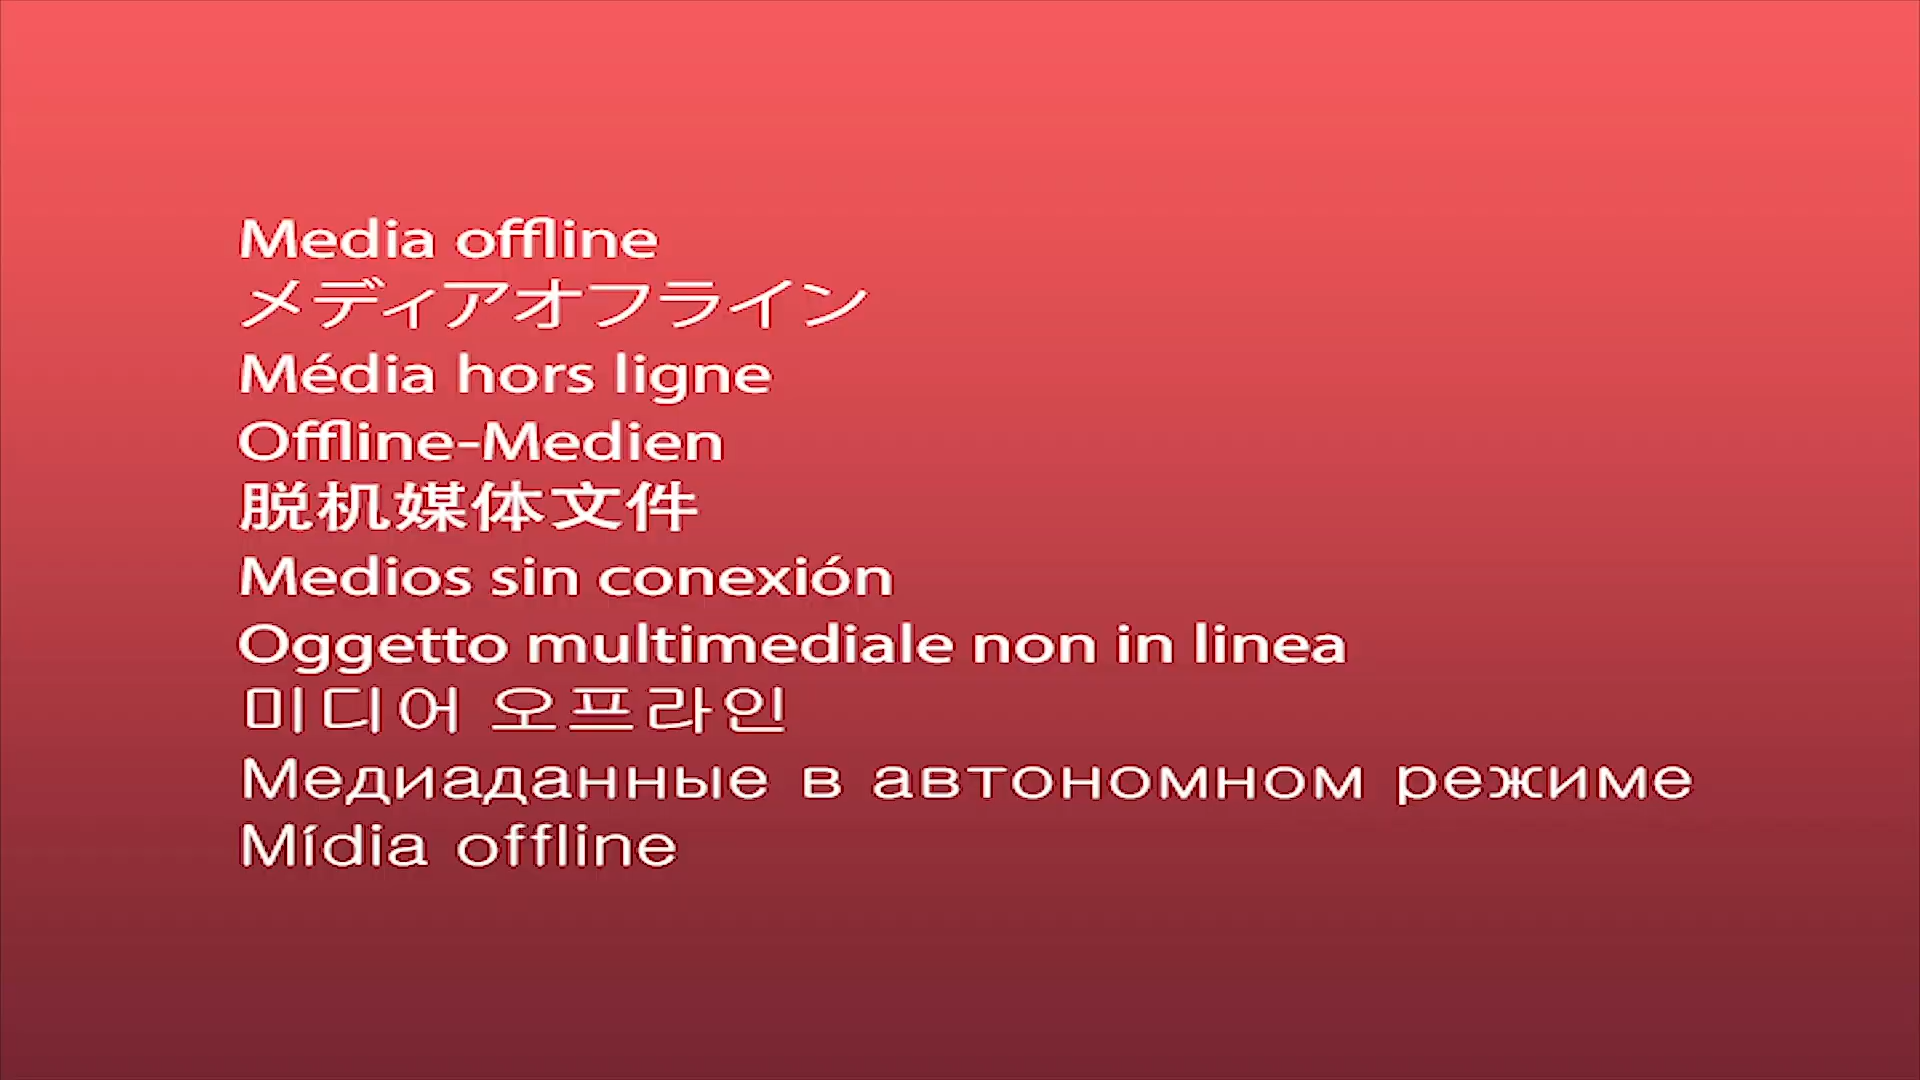 Media offline
メディアオフライン
Média hors ligne
Offline-Medien
脱机媒体文件
Medios sin conexión
Oggetto multimediale non in linea
미디어 오프라인
Медиаданные в автономном режиме
Mídia offline